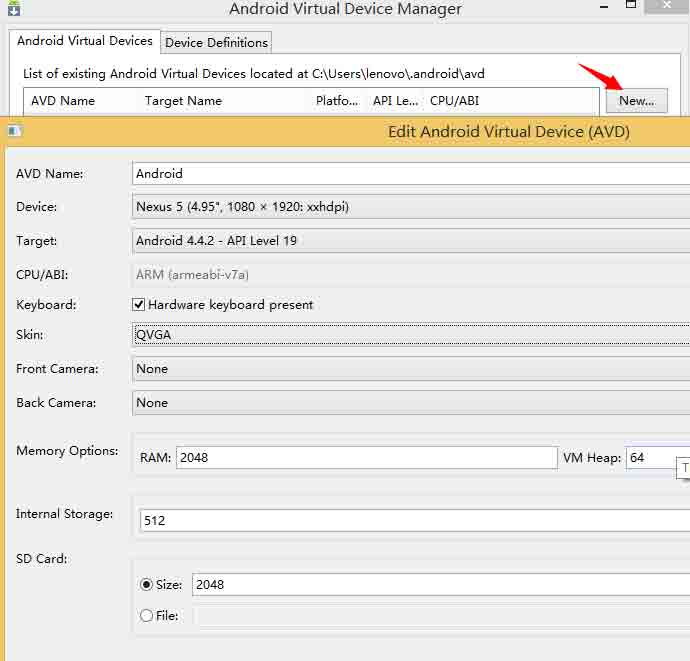 Android Virtual Device Manager
Android Virtual Devices Device Definitions
List of existing Android Virtual Devices located at C:\Users\lenovo\.android\avd
AVD Name Target Name Platfo... API Le... CPU/ABI New...
Edit Android Virtual Device (AVD)
AVD Name: Android
Device: Nexus 5 (4.95", 1080 × 1920: xxhdpi)
Target: Android 4.4.2 - API Level 19
CPU/ABI: ARM (armeabi-v7a)
Keyboard: Hardware keyboard present
Skin: QVGA
Front Camera: None
Back Camera: None
Memory Options: RAM: 2048 VM Heap: 64
T
Internal Storage: 512
SD Card:
Size: 2048
File: